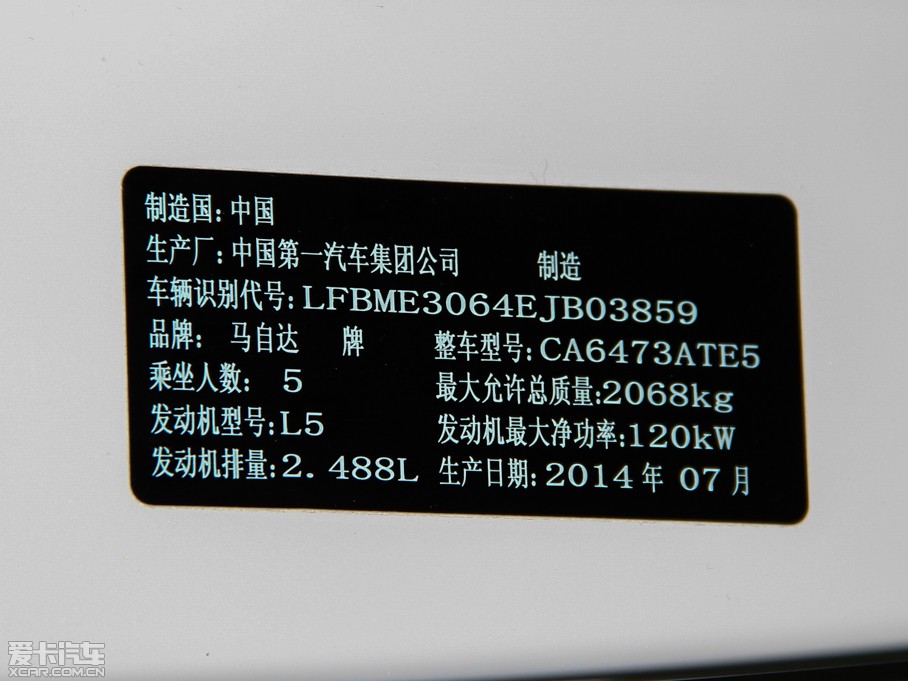 制造国:中国
生产厂:中国第一汽车集团公司 制造
车辆识别代号:LFBME3064EJB03859
品牌: 马自达 牌 整车型号:CA6473ATE5
乘坐人数: 5 最大允许总质量:2068kg
发动机型号:L5 发动机最大净功率:120kW
发动机排量:2.488L 生产日期:2014年 07月
爱卡汽车
XCAR.COM.CN